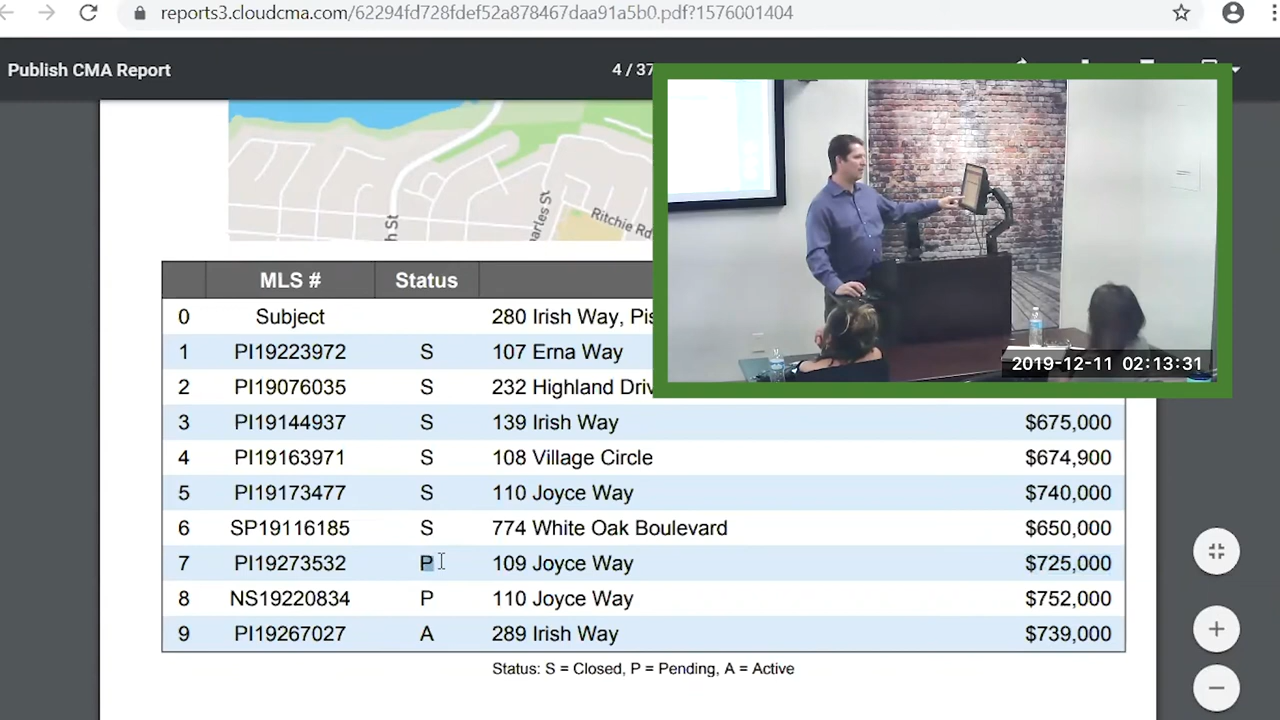 reports3.cloudcma.com/62294fd728fdef52a878467daa91a5b0.pdf?1576001404
Publish CMA Report
4 / 37
Ritchie Rd
MLS # Status
0 Subject 280 Irish Way, Pis
1 PI19223972 S 107 Erna Way
2 PI19076035 S 232 Highland Driv
2019-12-11 02:13:31
3 PI19144937 S 139 Irish Way $675,000
4 PI19163971 S 108 Village Circle $674,900
5 PI19173477 S 110 Joyce Way $740,000
6 SP19116185 S 774 White Oak Boulevard $650,000
7 PI19273532 P 109 Joyce Way $725,000
8 NS19220834 P 110 Joyce Way $752,000
9 PI19267027 A 289 Irish Way $739,000
Status: S = Closed, P = Pending, A = Active